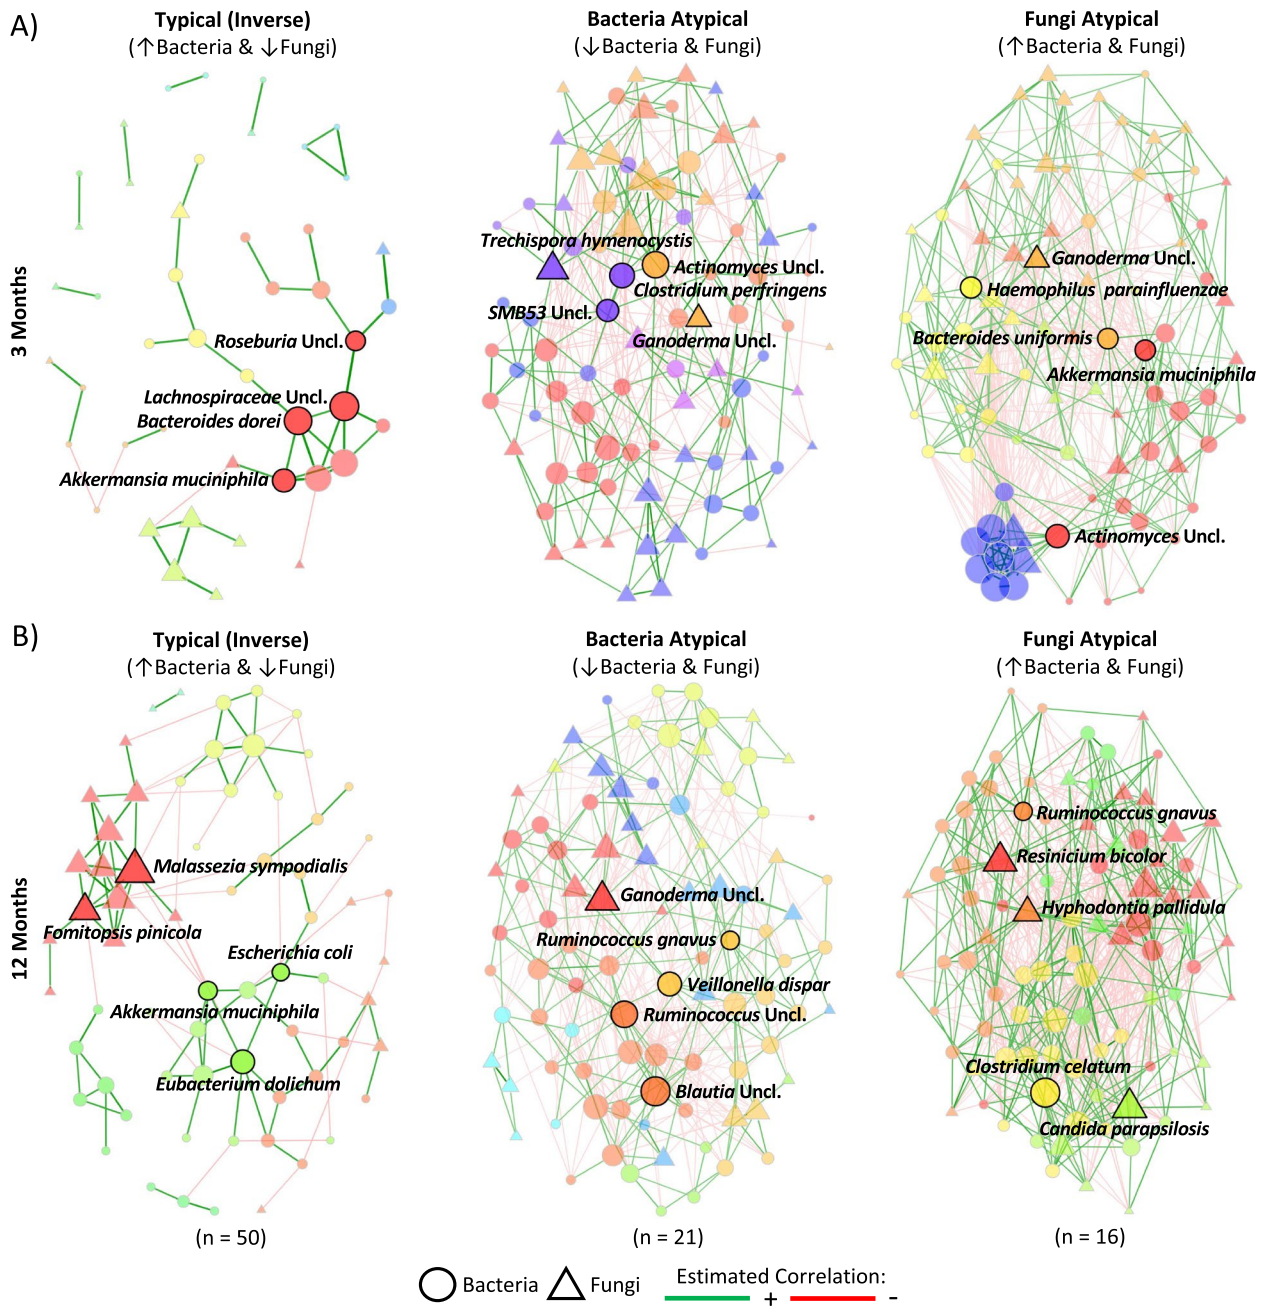 A)
Typical (Inverse)
(↑Bacteria & ↓Fungi)
Bacteria Atypical
(↓Bacteria & Fungi)
Fungi Atypical
(↑Bacteria & Fungi)
3 Months
Roseburia Uncl.
Lachnospiraceae Uncl.
Bacteroides dorei
Akkermansia muciniphila
Trechispora hymenocystis
Actinomyces Uncl.
Clostridium perfringens
SMB53 Uncl.
Ganoderma Uncl.
Ganoderma Uncl.
Haemophilus parainfluenzae
Bacteroides uniformis
Akkermansia muciniphila
Actinomyces Uncl.
B)
Typical (Inverse)
(↑Bacteria & ↓Fungi)
Bacteria Atypical
(↓Bacteria & Fungi)
Fungi Atypical
(↑Bacteria & Fungi)
12 Months
Malassezia sympodialis
Fomitopsis pinicola
Escherichia coli
Akkermansia muciniphila
Eubacterium dolichum
Ganoderma Uncl.
Ruminococcus gnavus
Veillonella dispar
Ruminococcus Uncl.
Blautia Uncl.
Ruminococcus gnavus
Resinicium bicolor
Hyphodontia pallidula
Clostridium celatum
Candida parapsilosis
(n = 50)
(n = 21)
(n = 16)
Bacteria
Fungi
Estimated Correlation:
+
-